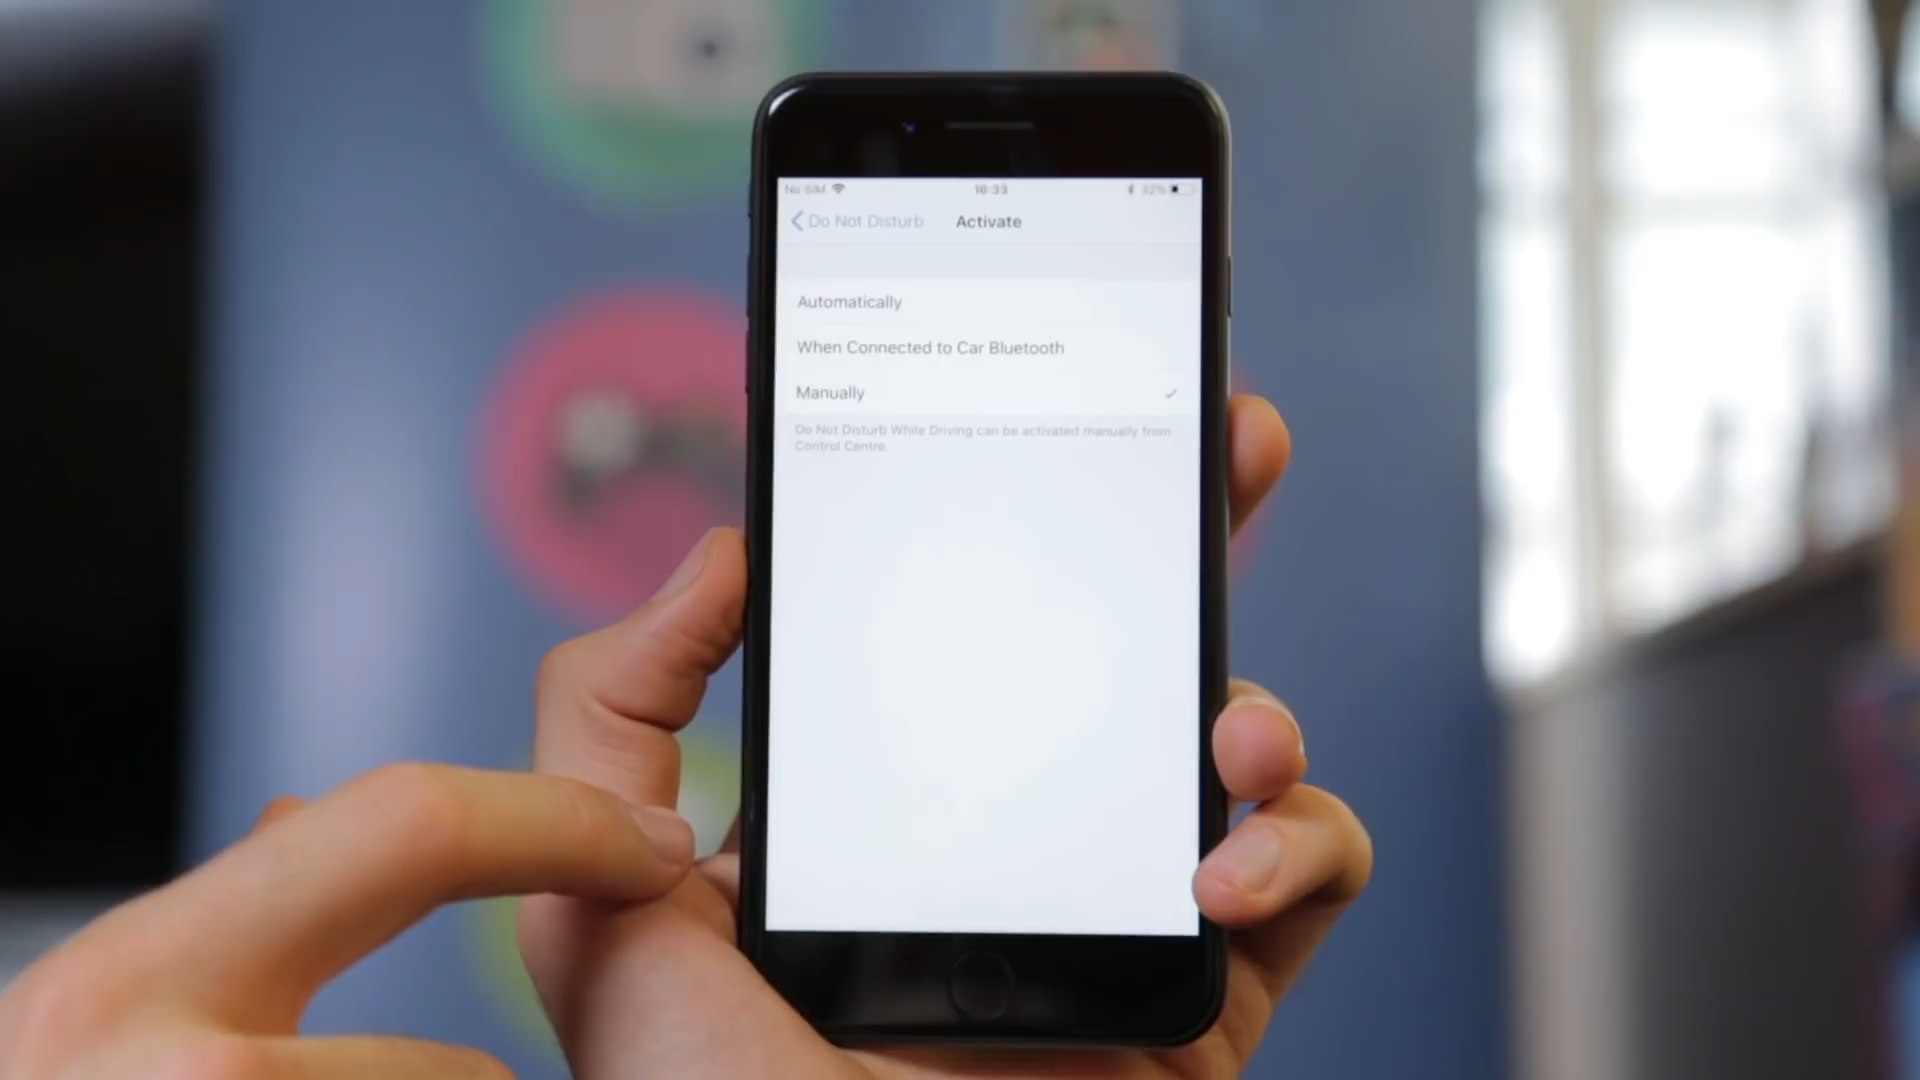 No SIM 16:33 32%
Do Not Disturb Activate
Automatically
When Connected to Car Bluetooth
Manually
Do Not Disturb While Driving can be activated manually from
Control Centre.